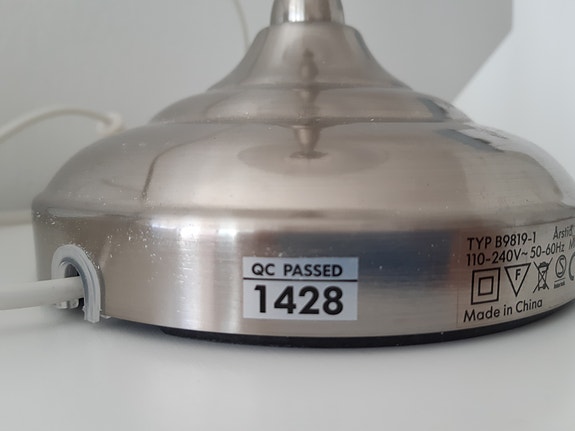 QC PASSED
1428
TYP B9819-1
110-240V~50-60Hz
F
Made in China